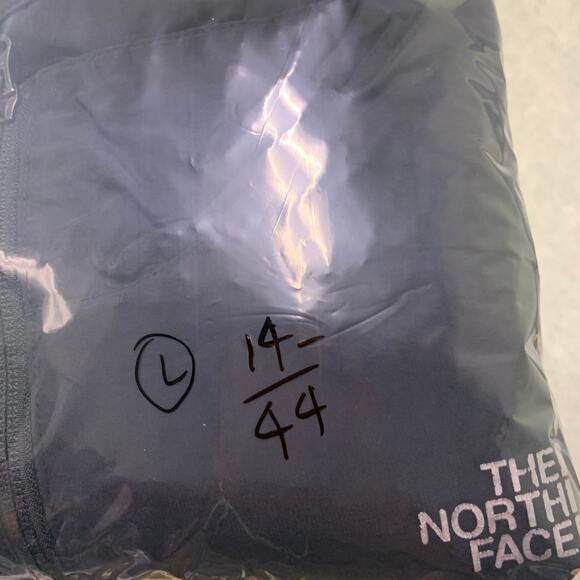 L
14-
44
THE
NORTH
FACE